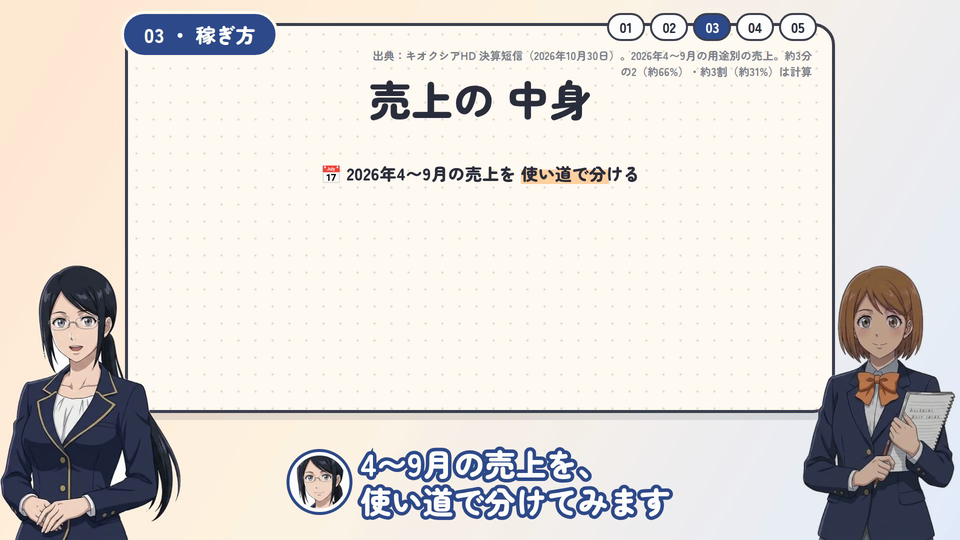 03 ・ 稼ぎ方
01 02 03 04 05
出典：キオクシアHD 決算短信（2026年10月30日）。2026年4〜9月の用途別の売上。約3分
の2（約66%）・約3割（約31%）は計算
売上の 中身
July
17
2026年4〜9月の売上を 使い道で分ける
4〜9月の売上を、
使い道で分けてみます